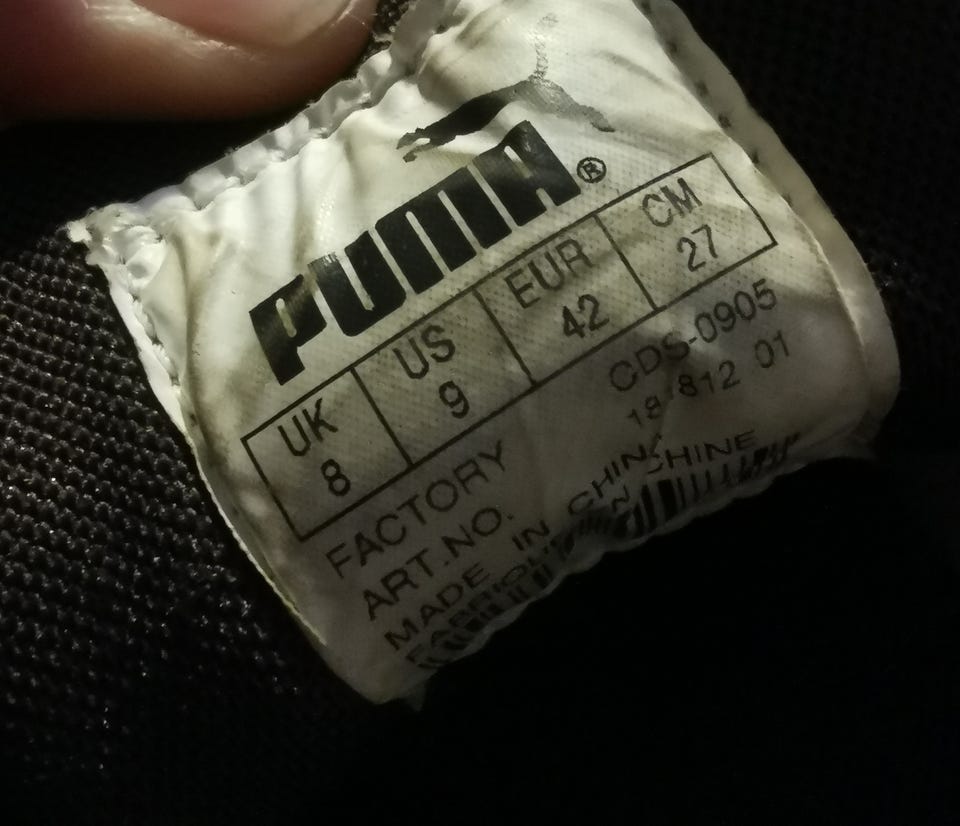 PUMA®
UK US EUR CM
8 9 42 27
FACTORY CDS-0905
ART.NO. 18 812 01
MADE IN CHINA
CHINE